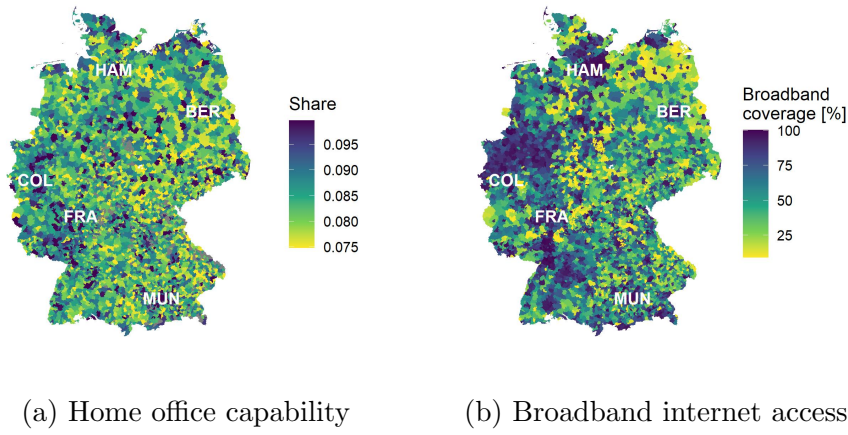 HAM
BER
COL
FRA
MUN
Share
0.095
0.090
0.085
0.080
0.075
(a) Home office capability
HAM
BER
COL
FRA
MUN
Broadband
coverage [%]
100
75
50
25
(b) Broadband internet access